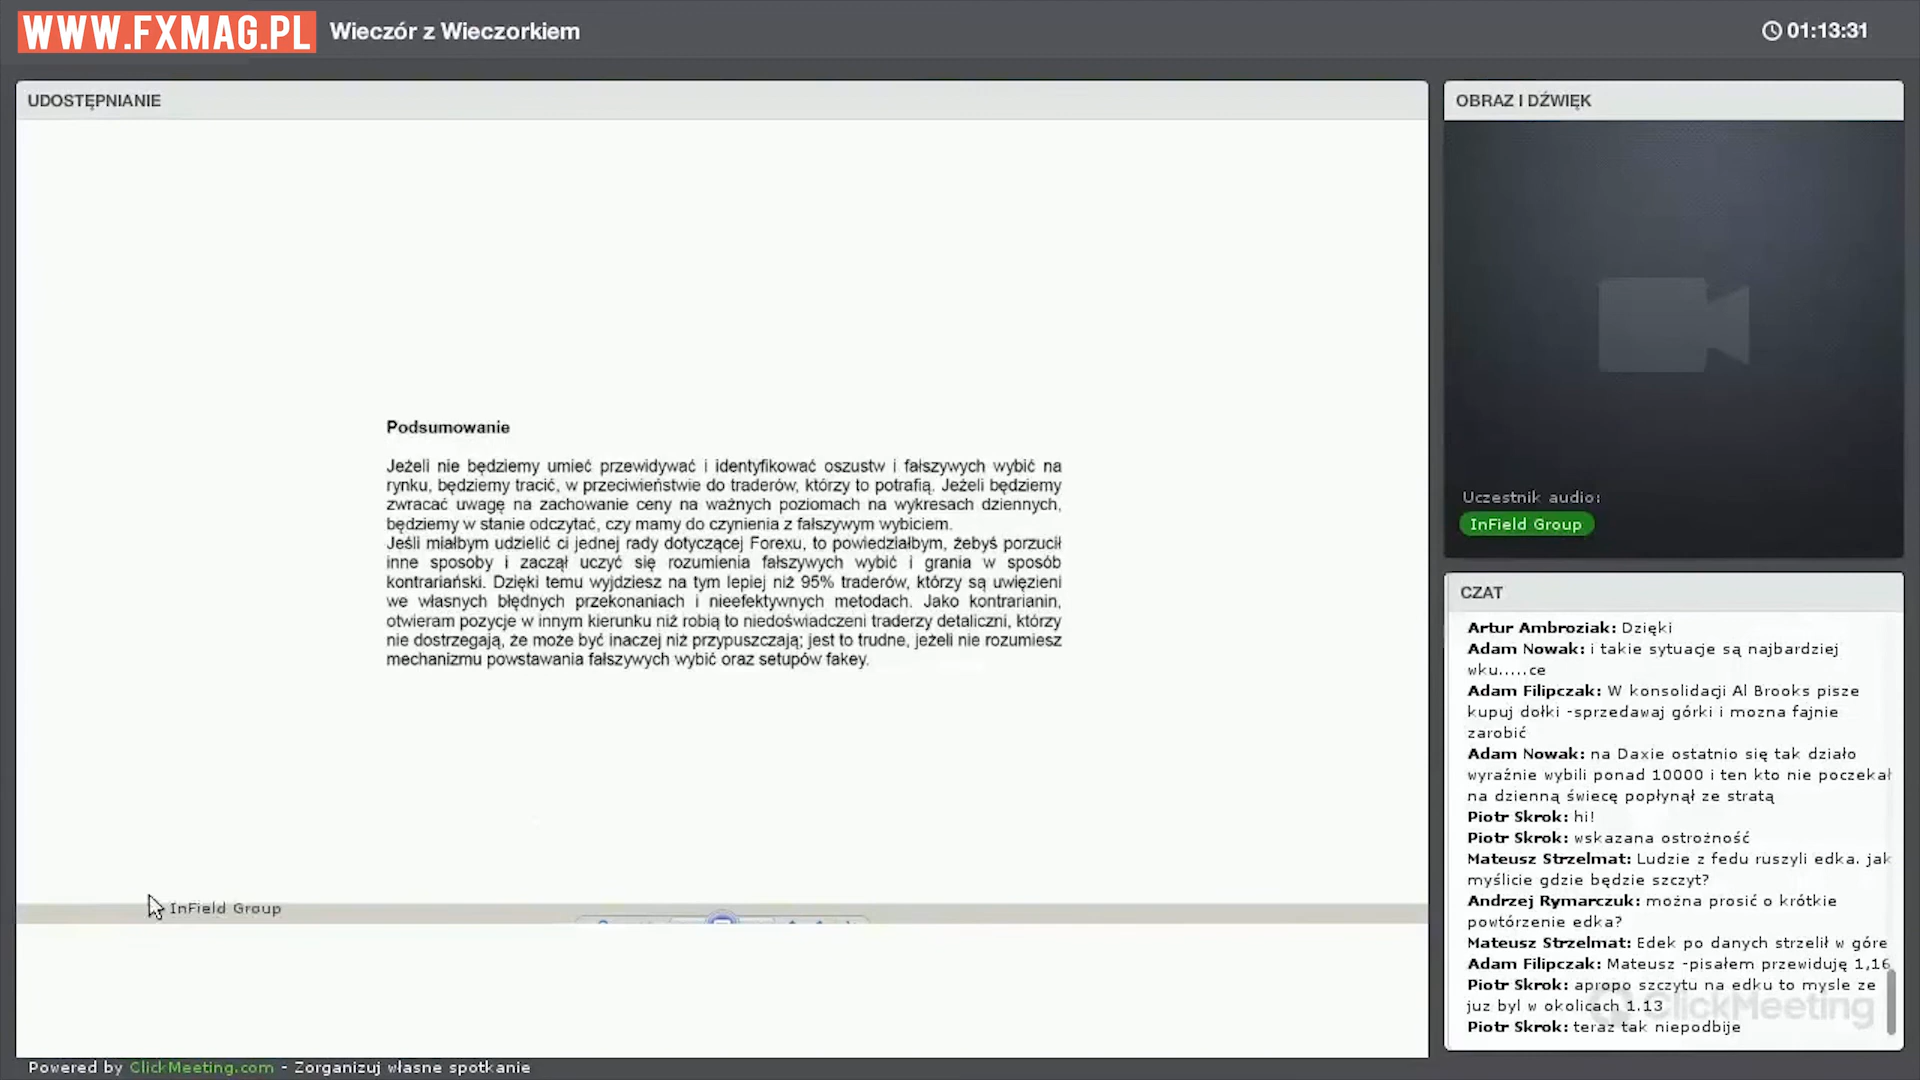 WWW.FXMAG.PL
Wieczór z Wieczorkiem
01:13:31
UDOSTĘPNIANIE
Podsumowanie
Jeżeli nie będziemy umieć przewidywać i identyfikować oszustw i fałszywych wybić na
rynku, będziemy tracić, w przeciwieństwie do traderów, którzy to potrafią. Jeżeli będziemy
zwracać uwagę na zachowanie ceny na ważnych poziomach na wykresach dziennych,
będziemy w stanie odczytać, czy mamy do czynienia z fałszywym wybiciem.
Jeśli miałbym udzielić ci jednej rady dotyczącej Forexu, to powiedziałbym, żebyś porzucił
inne sposoby i zaczął uczyć się rozumienia fałszywych wybić i grania w sposób
kontrariański. Dzięki temu wyjdziesz na tym lepiej niż 95% traderów, którzy są uwięzieni
we własnych błędnych przekonaniach i nieefektywnych metodach. Jako kontrarianin,
otwieram pozycje w innym kierunku niż robią to niedoświadczeni traderzy detaliczni, którzy
nie dostrzegają, że może być inaczej niż przypuszczają; jest to trudne, jeżeli nie rozumiesz
mechanizmu powstawania fałszywych wybić oraz setupów fakey.
InField Group
OBRAZ I DŹWIĘK
Uczestnik audio:
InField Group
CZAT
Artur Ambroziak: Dzięki
Adam Nowak: i takie sytuacje są najbardziej
wku.....ce
Adam Filipczak: W konsolidacji Al Brooks pisze
kupuj dołki -sprzedawaj górki i mozna fajnie
zarobić
Adam Nowak: na Daxie ostatnio się tak działo
wyraźnie wybili ponad 10000 i ten kto nie poczekał
na dzienną świecę popłynął ze stratą
Piotr Skrok: hi!
Piotr Skrok: wskazana ostrożność
Mateusz Strzelmat: Ludzie z fedu ruszyli edka. jak
myślicie gdzie będzie szczyt?
Andrzej Rymarczuk: można prosić o krótkie
powtórzenie edka?
Mateusz Strzelmat: Edek po danych strzelił w góre
Adam Filipczak: Mateusz -pisałem przewiduję 1,16
Piotr Skrok: apropo szczytu na edku to mysle ze
juz byl w okolicach 1.13
Piotr Skrok: teraz tak niepodbije
ClickMeeting
Powered by ClickMeeting.com - Zorganizuj własne spotkanie